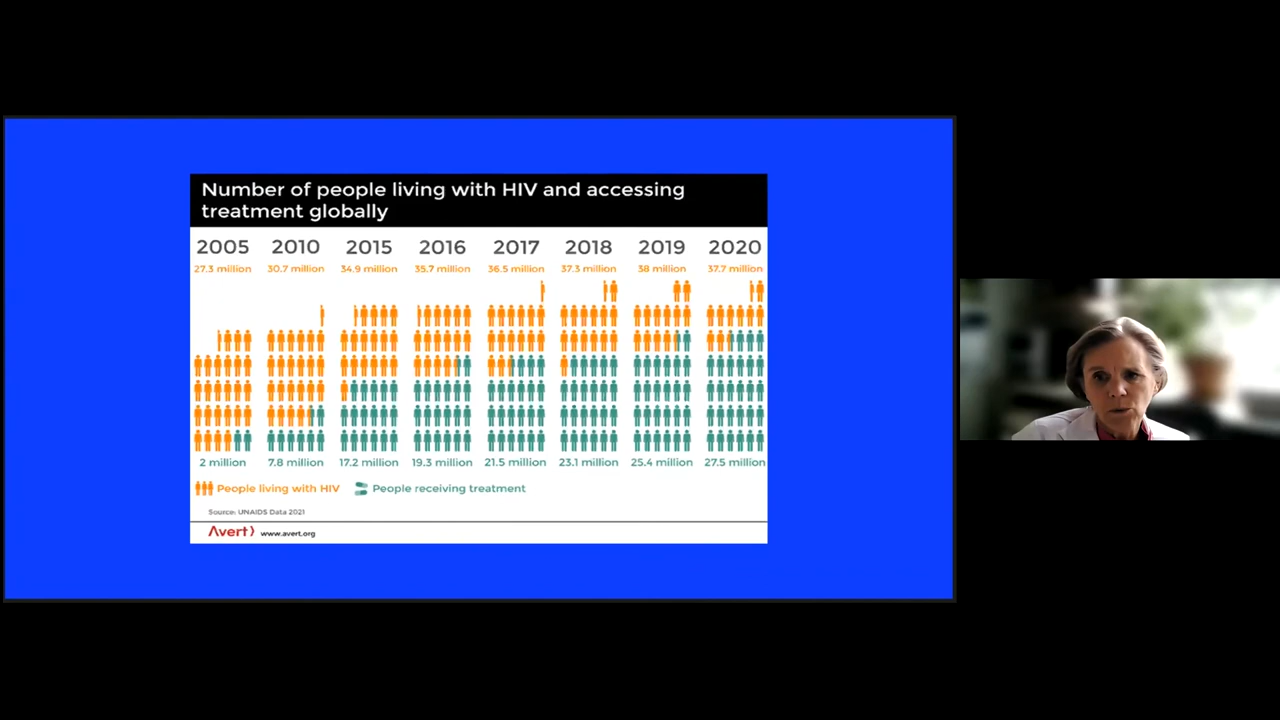 Number of people living with HIV and accessing
treatment globally
2005 2010 2015 2016 2017 2018 2019 2020
27.3 million 30.7 million 34.9 million 35.7 million 36.5 million 37.3 million 38 million 37.7 million
2 million 7.8 million 17.2 million 19.3 million 21.5 million 23.1 million 25.4 million 27.5 million
People living with HIV People receiving treatment
Source: UNAIDS Data 2021
Avert) www.avert.org